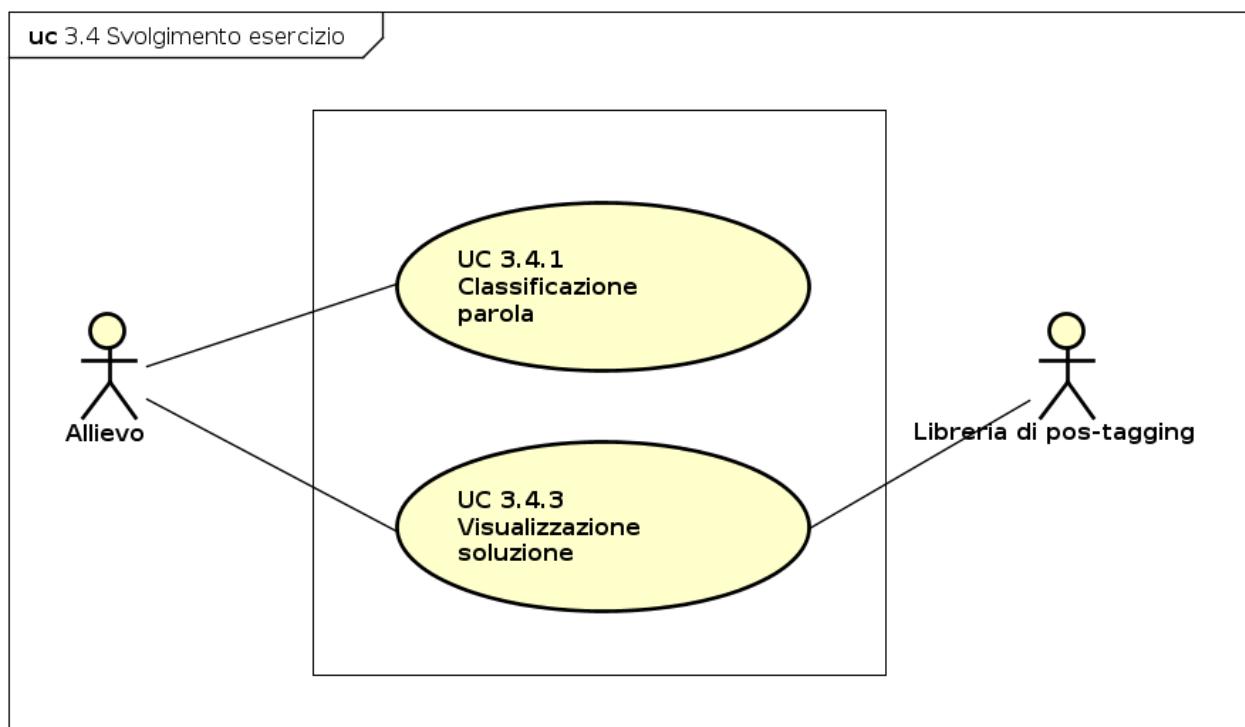 uc 3.4 Svolgimento esercizio
UC 3.4.1
Classificazione
parola
Allievo
Libreria di pos-tagging
UC 3.4.3
Visualizzazione
soluzione